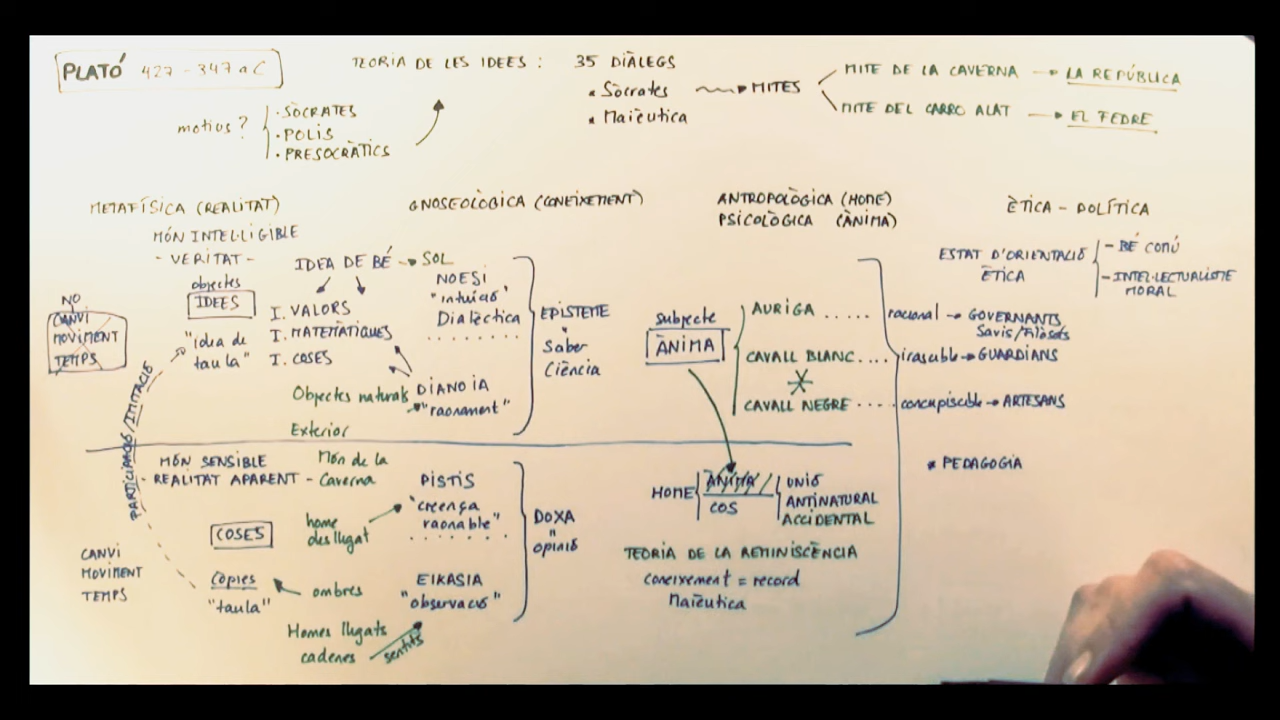 PLATÓ 427 - 347 a C
TEORIA DE LES IDEES : 35 DIÀLEGS
• Sòcrates → MITES
• Maièutica
MITE DE LA CAVERNA → LA REPÚBLICA
MITE DEL CARRO ALAT → EL FEDRE
motius?
· SÒCRATES
· POLIS
· PRESOCRÀTICS
METAFÍSICA (REALITAT)
MÓN INTEL·LIGIBLE
- VERITAT -
objectes
IDEES
"idea de
taula"
NO
CANVI
MOVIMENT
TEMPS
IDEA DE BÉ → SOL
I. VALORS
I. MATEMÀTIQUES
I. COSES
PARTICIPACIÓ/IMITACIÓ
GNOSEOLÒGICA (CONEIXEMENT)
NOESI
"intuició"
Dialèctica
. . . . . . . .
Objectes naturals
Exterior
DIANOIA
"raonament"
EPISTEME
Saber
Ciència
MÓN SENSIBLE
- REALITAT APARENT -
Món de la
Caverna
COSES
Còpies
"taula"
CANVI
MOVIMENT
TEMPS
home
deslligat
ombres
Homes lligats
cadenes
sentits
PISTIS
"creença
raonable"
. . . . . . . .
EIKASIA
"observació"
DOXA
"
opinió
ANTROPOLÒGICA (HOME)
PSICOLÒGICA (ÀNIMA)
subjecte
ÀNIMA
AURIGA ..... racional → GOVERNANTS
Savis/Filòsofs
CAVALL BLANC.... irascible → GUARDIANS
CAVALL NEGRE .... concupiscible → ARTESANS
HOME
ÀNIMA
COS
UNIÓ
ANTINATURAL
ACCIDENTAL
TEORIA DE LA REMINISCÈNCIA
coneixement = record
Maièutica
ÈTICA - POLÍTICA
ESTAT D'ORIENTACIÓ
ÈTICA
- BÉ COMÚ
- INTEL·LECTUALISME
MORAL
* PEDAGOGIA